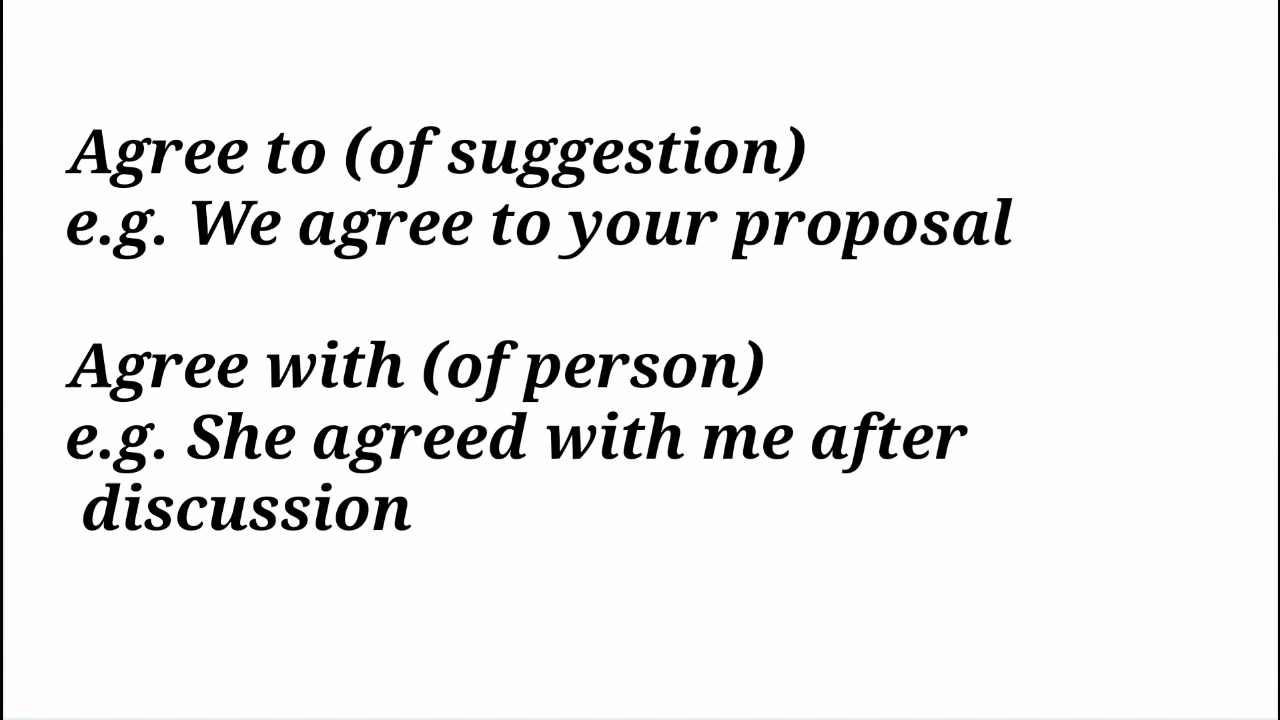 Agree to (of suggestion)
e.g. We agree to your proposal
Agree with (of person)
e.g. She agreed with me after
discussion